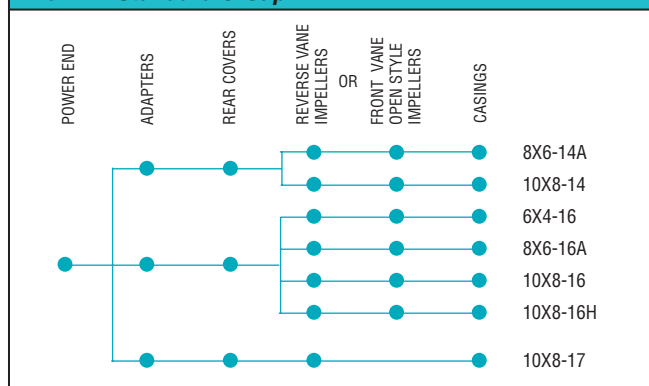 POWER END
ADAPTERS
REAR COVERS
REVERSE VANE
IMPELLERS
OR
FRONT VANE
OPEN STYLE
IMPELLERS
CASINGS
8X6-14A
10X8-14
6X4-16
8X6-16A
10X8-16
10X8-16H
10X8-17